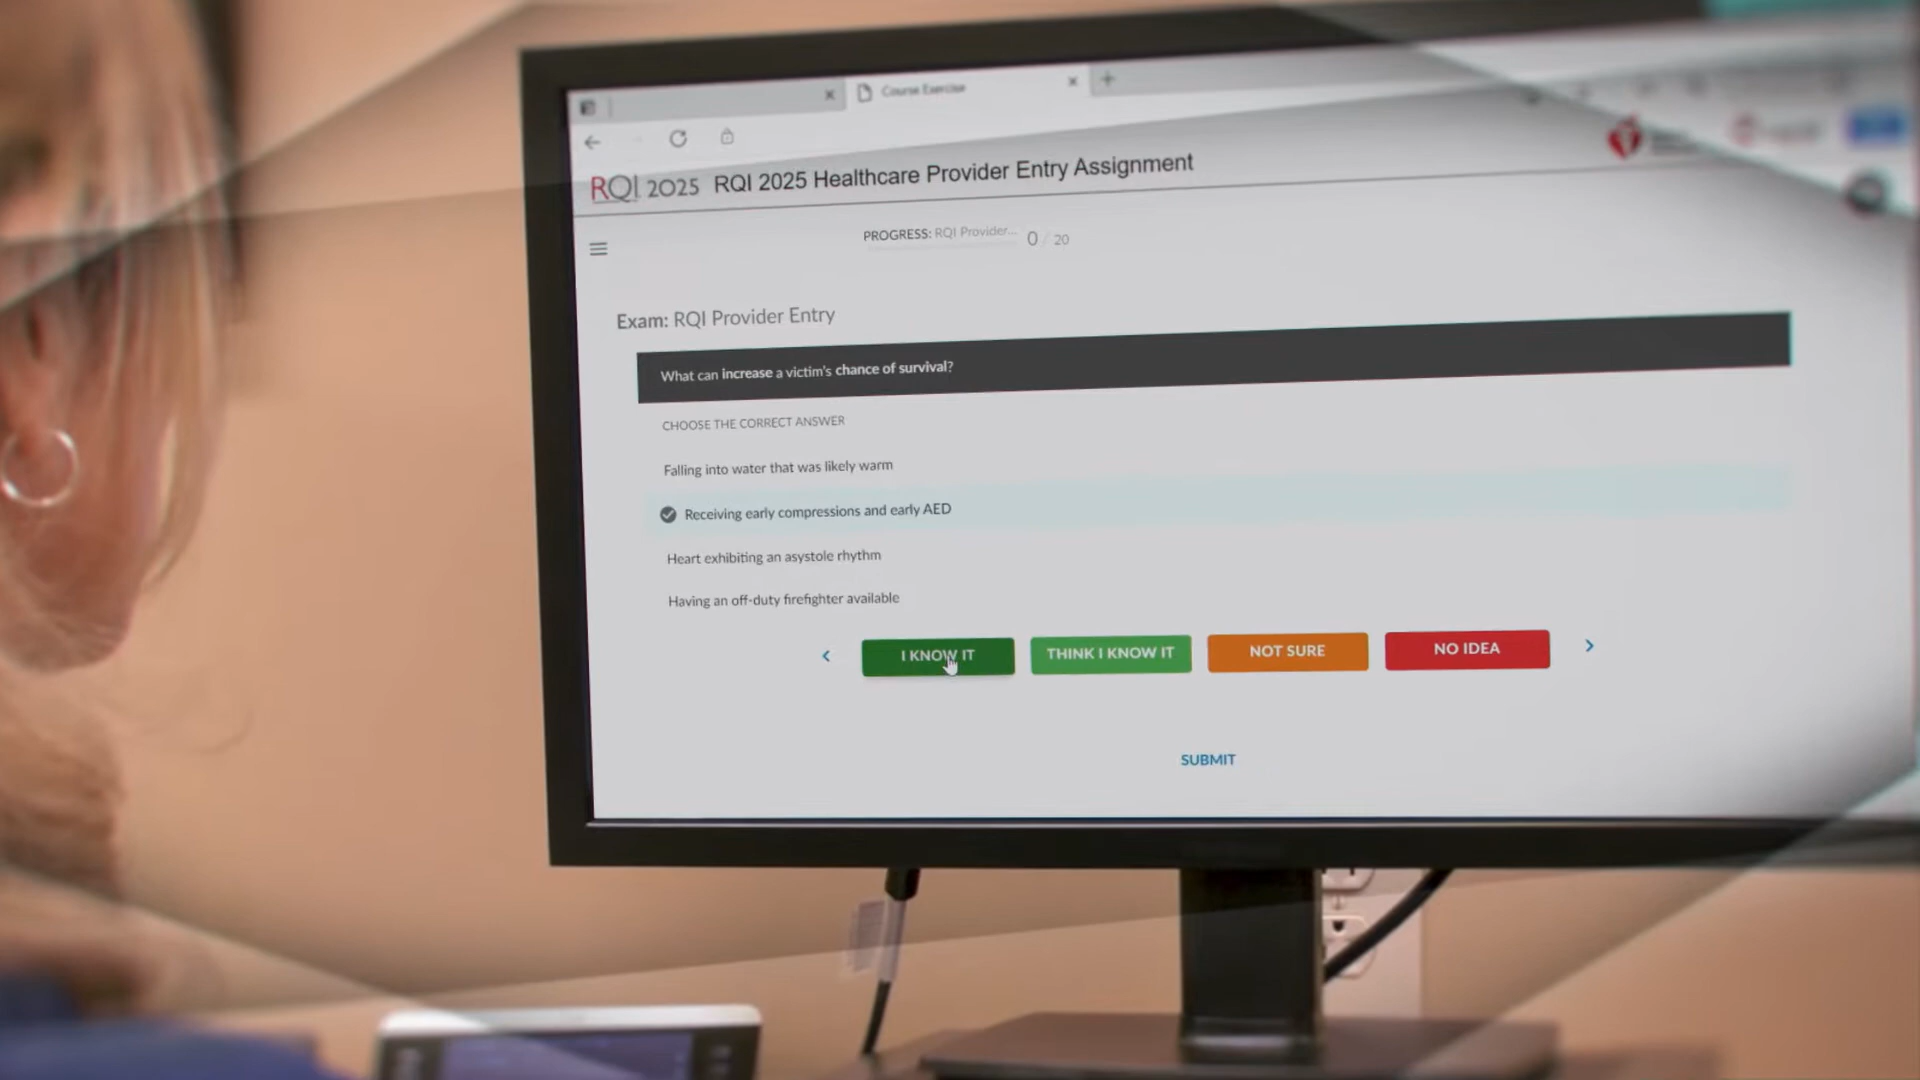 Course Exercise
RQI 2025 RQI 2025 Healthcare Provider Entry Assignment
PROGRESS: RQI Provider... 0 / 20
Exam: RQI Provider Entry
What can increase a victim's chance of survival?
CHOOSE THE CORRECT ANSWER
Falling into water that was likely warm
Receiving early compressions and early AED
Heart exhibiting an asystole rhythm
Having an off-duty firefighter available
I KNOW IT THINK I KNOW IT NOT SURE NO IDEA
SUBMIT